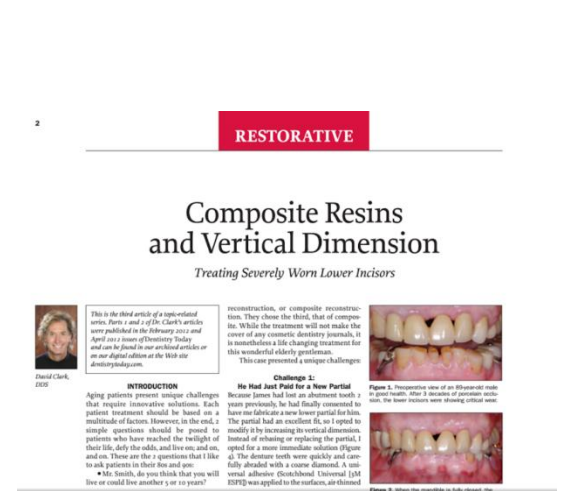 2
RESTORATIVE
Composite Resins
and Vertical Dimension
Treating Severely Worn Lower Incisors
David Clark,
DDS
This is the third article of a topic-related
series. Parts 1 and 2 of Dr. Clark's articles
were published in the February 2012 and
April 2012 issues of Dentistry Today
and can be found in our archived articles or
on our digital edition at the Web site
dentistrytoday.com.
INTRODUCTION
Aging patients present unique challenges
that require innovative solutions. Each
patient treatment should be based on a
multitude of factors. However, in the end, 2
simple questions should be posed to
patients who have reached the twilight of
their life, defy the odds, and live on; and on,
and on. These are the 2 questions that I like
to ask patients in their 80s and 90s:
• Mr. Smith, do you think that you will
live or could live another 5 or 10 years?
reconstruction, or composite reconstruc-
tion. They chose the third, that of compos-
ite. While the treatment will not make the
cover of any cosmetic dentistry journals, it
is nonetheless a life changing treatment for
this wonderful elderly gentleman.
This case presented 4 unique challenges:
Challenge 1:
He Had Just Paid for a New Partial
Because James had lost an abutment tooth 2
years previously, he had finally consented to
have me fabricate a new lower partial for him.
The partial had an excellent fit, so I opted to
modify it by increasing its vertical dimension.
Instead of rebasing or replacing the partial, I
opted for a more immediate solution (Figure
4). The denture teeth were quickly and care-
fully abraded with a coarse diamond. A uni-
versal adhesive (Scotchbond Universal [3M
ESPE]) was applied to the surfaces, air-thinned
Figure 1. Preoperative view of an 89-year-old male
in good health. After 3 decades of porcelain occlu-
sion, the lower incisors were showing critical wear.
Figure 2. When the mandible is fully closed, the